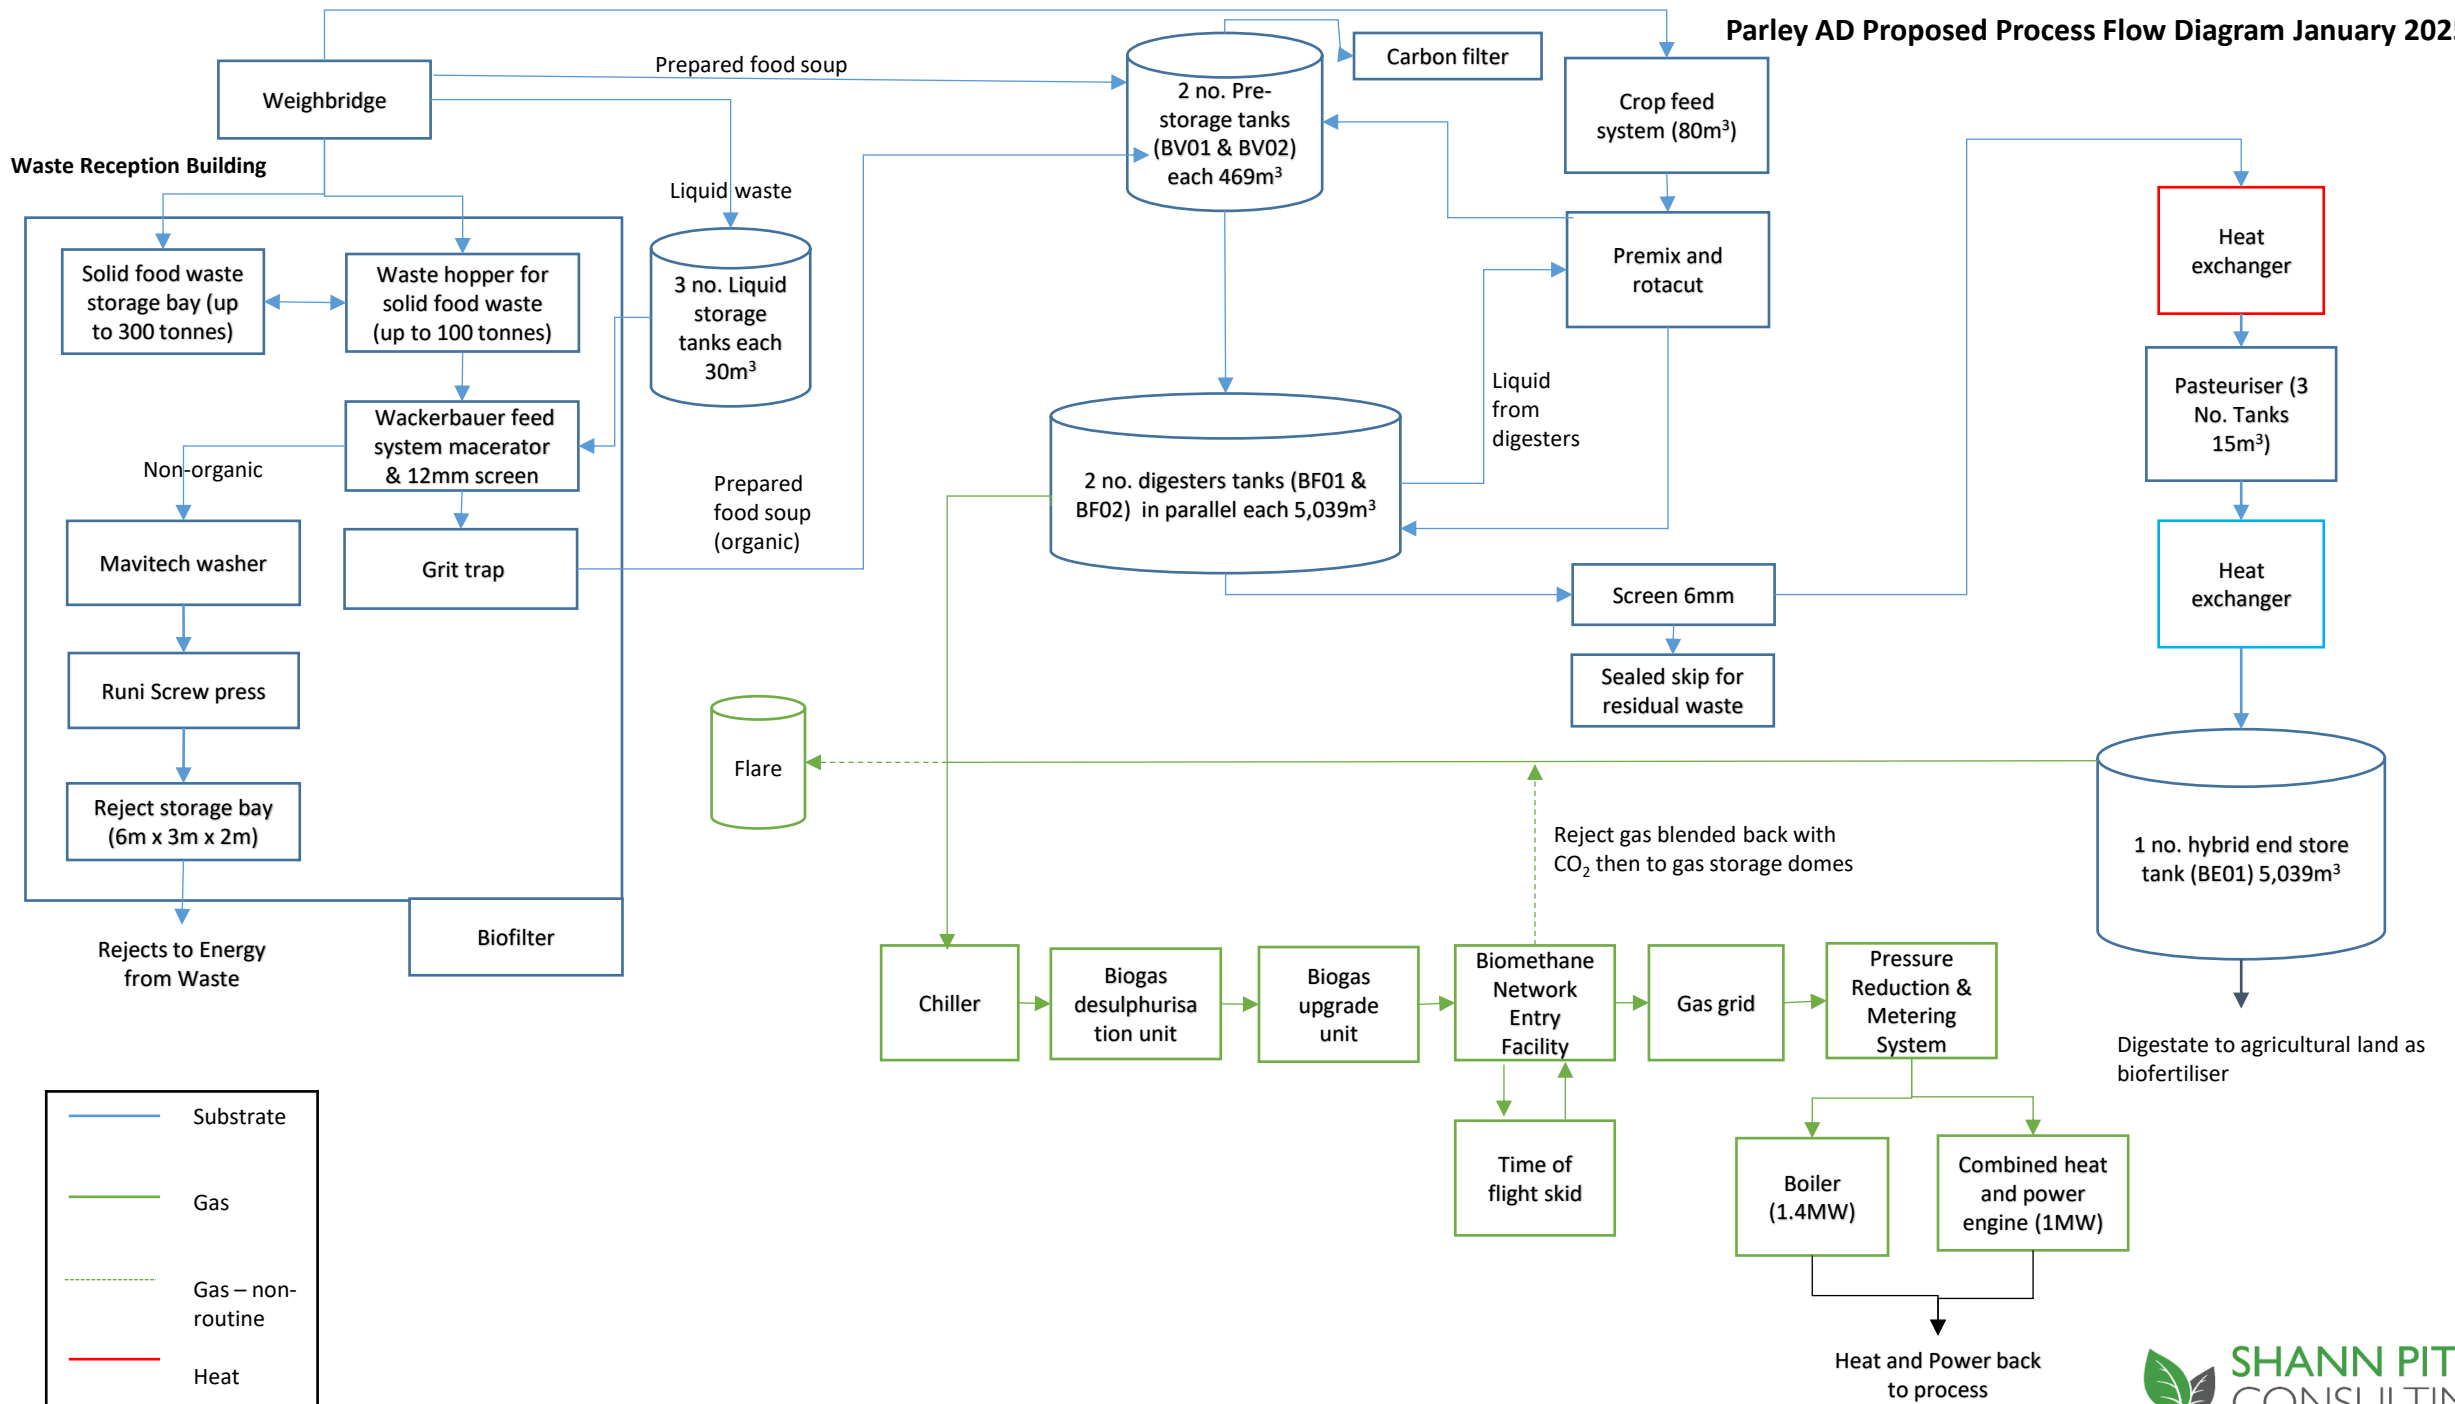 Parley AD Proposed Process Flow Diagram January 202
Prepared food soup
Carbon filter
Weighbridge
2 no. Pre-
storage tanks
(BV01 & BV02)
each 469m³
Crop feed
system (80m³)
Waste Reception Building
Liquid waste
Solid food waste
storage bay (up
to 300 tonnes)
Waste hopper for
solid food waste
(up to 100 tonnes)
3 no. Liquid
storage
tanks each
30m³
Premix and
rotacut
Heat
exchanger
Liquid
from
digesters
Pasteuriser (3
No. Tanks
15m³)
Wackerbauer feed
system macerator
& 12mm screen
Non-organic
Prepared
food soup
(organic)
2 no. digesters tanks (BF01 &
BF02) in parallel each 5,039m³
Mavitech washer
Grit trap
Screen 6mm
Heat
exchanger
Runi Screw press
Sealed skip for
residual waste
Flare
Reject storage bay
(6m x 3m x 2m)
Reject gas blended back with
CO₂ then to gas storage domes
1 no. hybrid end store
tank (BE01) 5,039m³
Rejects to Energy
from Waste
Biofilter
Chiller
Biogas
desulphurisa
tion unit
Biogas
upgrade
unit
Biomethane
Network
Entry
Facility
Gas grid
Pressure
Reduction &
Metering
System
Digestate to agricultural land as
biofertiliser
Time of
flight skid
Boiler
(1.4MW)
Combined heat
and power
engine (1MW)
Heat and Power back
to process
Substrate
Gas
Gas – non-
routine
Heat
SHANN PIT
CONSULTIN